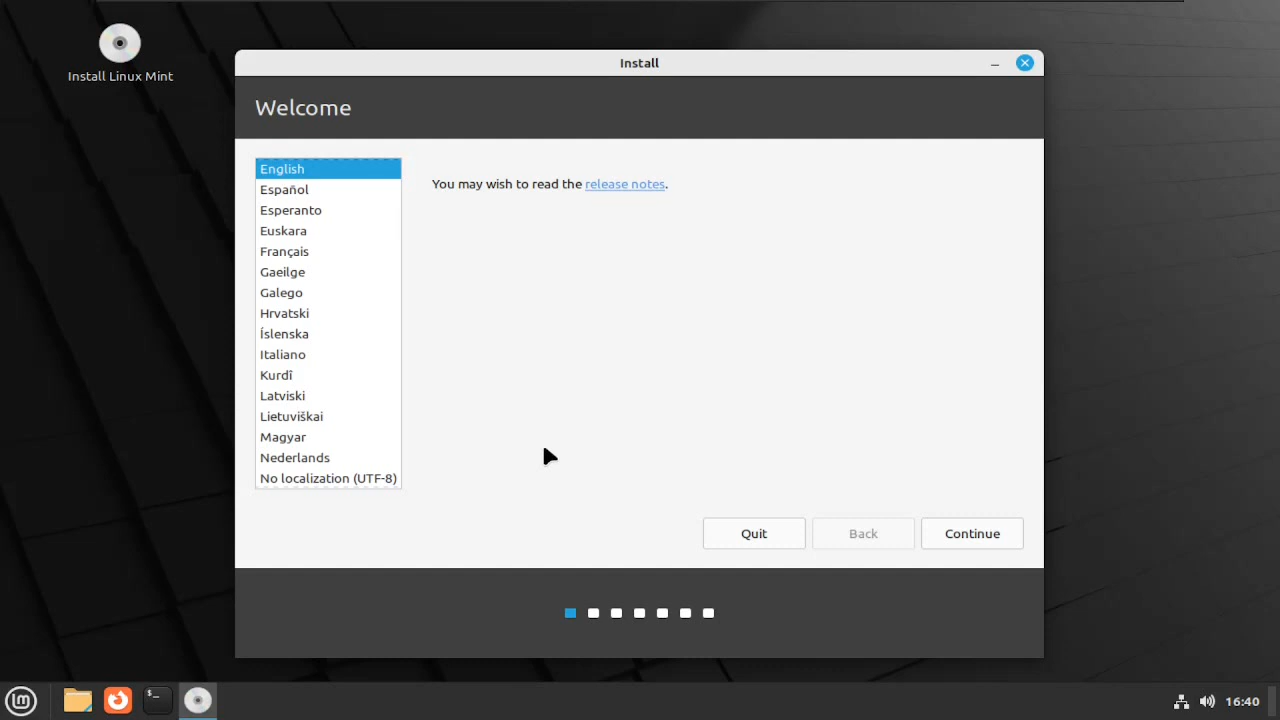 Install Linux Mint
Install
Welcome
English
Español
Esperanto
Euskara
Français
Gaeilge
Galego
Hrvatski
Íslenska
Italiano
Kurdî
Latviski
Lietuviškai
Magyar
Nederlands
No localization (UTF-8)
You may wish to read the release notes.
Quit
Back
Continue
lm
16:40